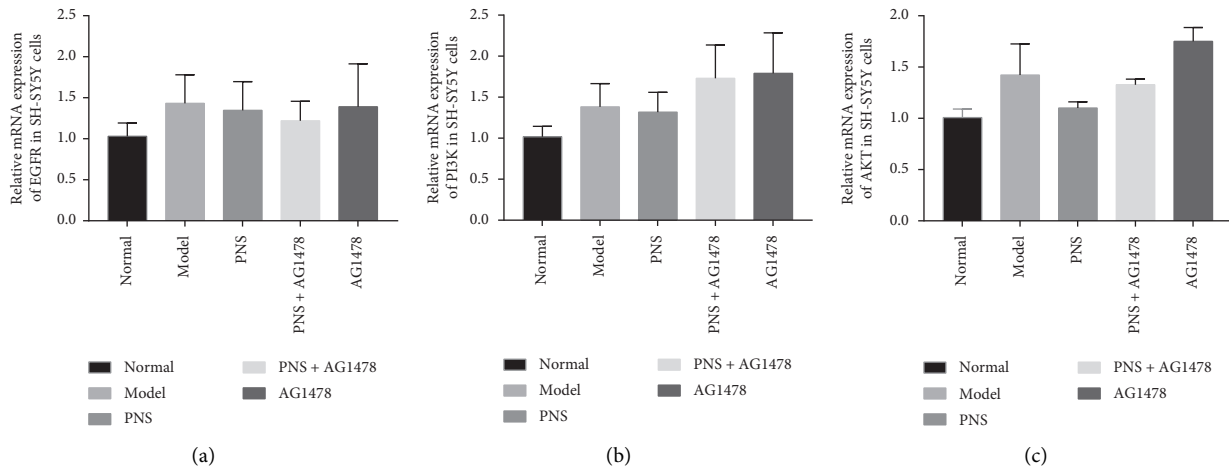 Relative mRNA expression
of EGFR in SH-SY5Y cells
2.5
2.0
1.5
1.0
0.5
0.0
Normal
Model
PNS
PNS + AG1478
AG1478
Normal
Model
PNS
PNS + AG1478
AG1478
(a)
Relative mRNA expression
of PI3K in SH-SY5Y cells
2.5
2.0
1.5
1.0
0.5
0.0
Normal
Model
PNS
PNS + AG1478
AG1478
Normal
Model
PNS
PNS + AG1478
AG1478
(b)
Relative mRNA expression
of AKT in SH-SY5Y cells
2.0
1.5
1.0
0.5
0.0
Normal
Model
PNS
PNS + AG1478
AG1478
Normal
Model
PNS
PNS + AG1478
AG1478
(c)